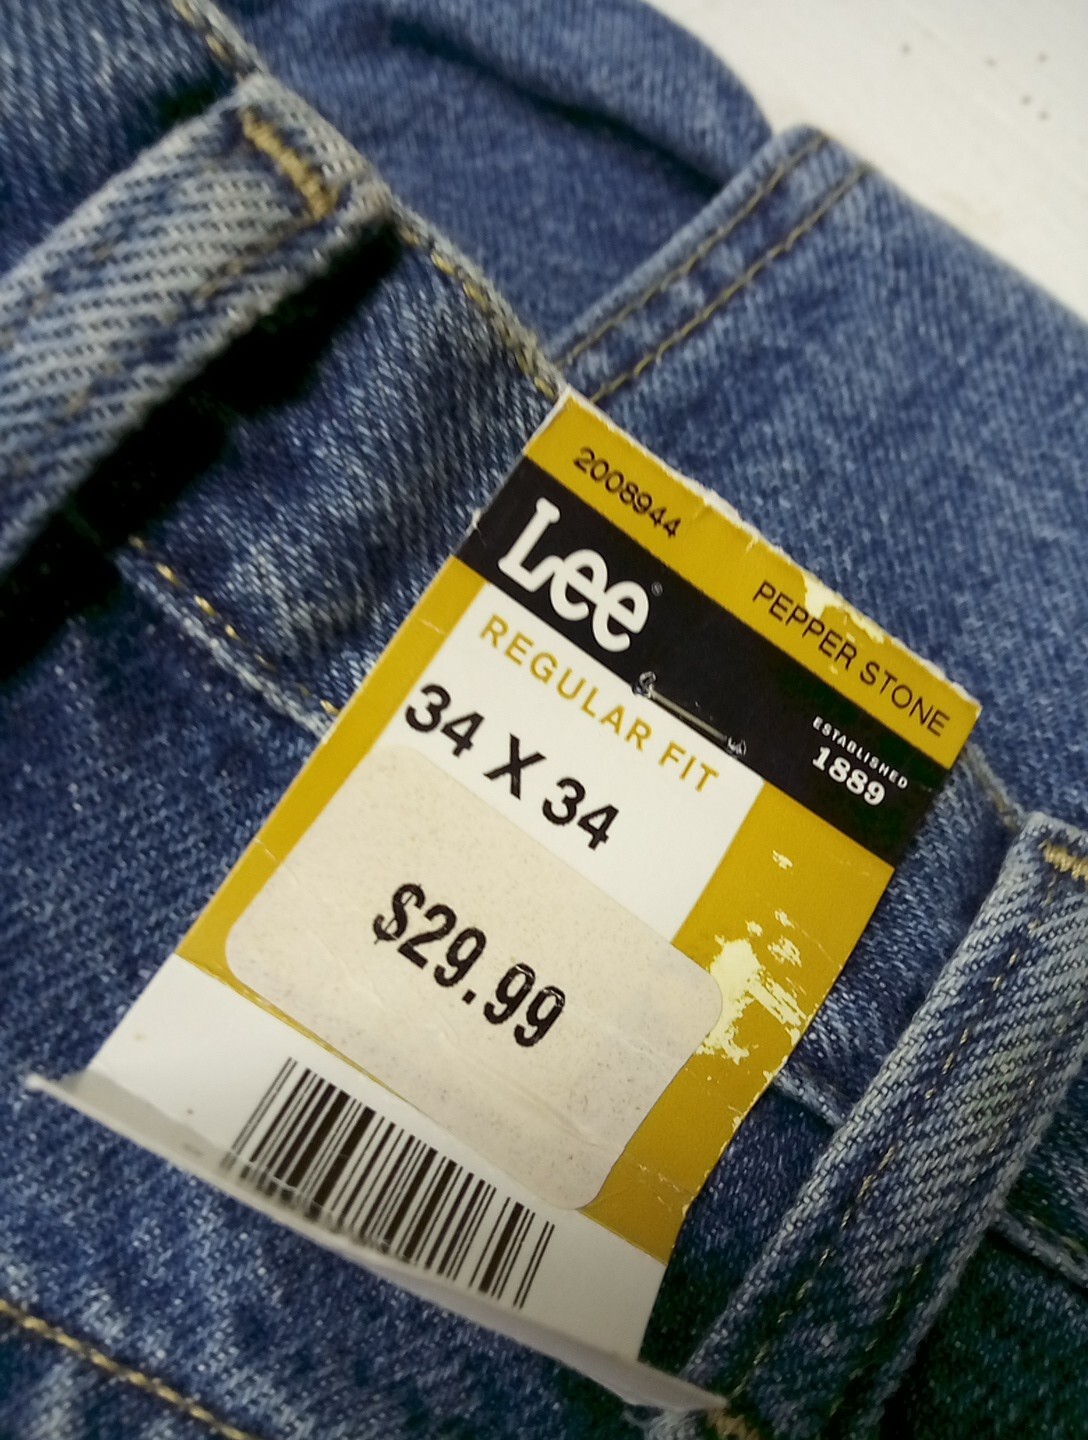 2008944
PEPPER STONE
Lee
ESTABLISHED
1889
REGULAR FIT
34 X 34
$29.99